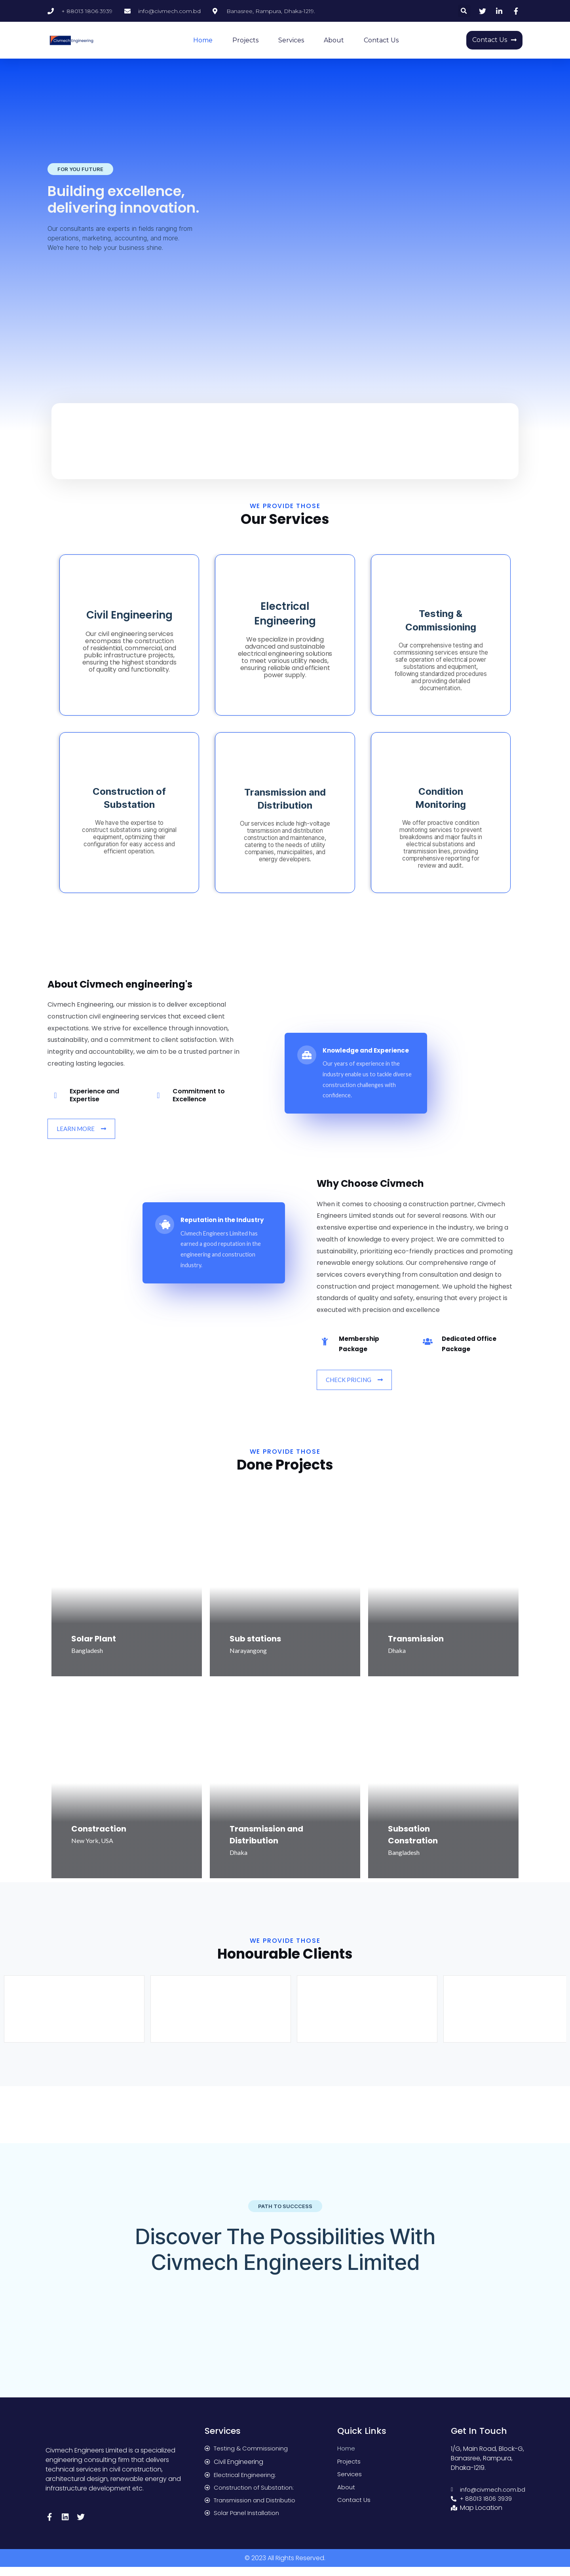 + 88013 1806 3939 info@civmech.com.bd Banasree, Rampura, Dhaka-1219.
Civmech Engineering Home Projects Services About Contact Us Contact Us
FOR YOU FUTURE
Building excellence,
delivering innovation.
Our consultants are experts in fields ranging from
operations, marketing, accounting, and more.
We're here to help your business shine.
WE PROVIDE THOSE
Our Services
Civil Engineering
Our civil engineering services
encompass the construction
of residential, commercial, and
public infrastructure projects,
ensuring the highest standards
of quality and functionality.
Electrical
Engineering
We specialize in providing
advanced and sustainable
electrical engineering solutions
to meet various utility needs,
ensuring reliable and efficient
power supply.
Testing &
Commissioning
Our comprehensive testing and
commissioning services ensure the
safe operation of electrical power
substations and equipment,
following standardized procedures
and providing detailed
documentation.
Construction of
Substation
We have the expertise to
construct substations using original
equipment, optimizing their
configuration for easy access and
efficient operation.
Transmission and
Distribution
Our services include high-voltage
transmission and distribution
construction and maintenance,
catering to the needs of utility
companies, municipalities, and
energy developers.
Condition
Monitoring
We offer proactive condition
monitoring services to prevent
breakdowns and major faults in
electrical substations and
transmission lines, providing
comprehensive reporting for
review and audit.
About Civmech engineering's
Civmech Engineering, our mission is to deliver exceptional
construction civil engineering services that exceed client
expectations. We strive for excellence through innovation,
sustainability, and a commitment to client satisfaction. With
integrity and accountability, we aim to be a trusted partner in
creating lasting legacies.
Experience and
Expertise
Commitment to
Excellence
LEARN MORE
Knowledge and Experience
Our years of experience in the
industry enable us to tackle diverse
construction challenges with
confidence.
Reputation in the Industry
Civmech Engineers Limited has
earned a good reputation in the
engineering and construction
industry.
Why Choose Civmech
When it comes to choosing a construction partner, Civmech
Engineers Limited stands out for several reasons. With our
extensive expertise and experience in the industry, we bring a
wealth of knowledge to every project. We are committed to
sustainability, prioritizing eco-friendly practices and promoting
renewable energy solutions. Our comprehensive range of
services covers everything from consultation and design to
construction and project management. We uphold the highest
standards of quality and safety, ensuring that every project is
executed with precision and excellence
Membership
Package
Dedicated Office
Package
CHECK PRICING
WE PROVIDE THOSE
Done Projects
Solar Plant
Bangladesh
Sub stations
Narayangong
Transmission
Dhaka
Constraction
New York, USA
Transmission and
Distribution
Dhaka
Subsation
Constration
Bangladesh
WE PROVIDE THOSE
Honourable Clients
PATH TO SUCCCESS
Discover The Possibilities With
Civmech Engineers Limited
Civmech Engineers Limited is a specialized
engineering consulting firm that delivers
technical services in civil construction,
architectural design, renewable energy and
infrastructure development etc.
Services
Testing & Commissioning
Civil Engineering
Electrical Engineering
Construction of Substation
Transmission and Distributio
Solar Panel Installation
Quick Links
Home
Projects
Services
About
Contact Us
Get In Touch
1/G, Main Road, Block-G,
Banasree, Rampura,
Dhaka-1219.
info@civmech.com.bd
+ 88013 1806 3939
Map Location
© 2023 All Rights Reserved.